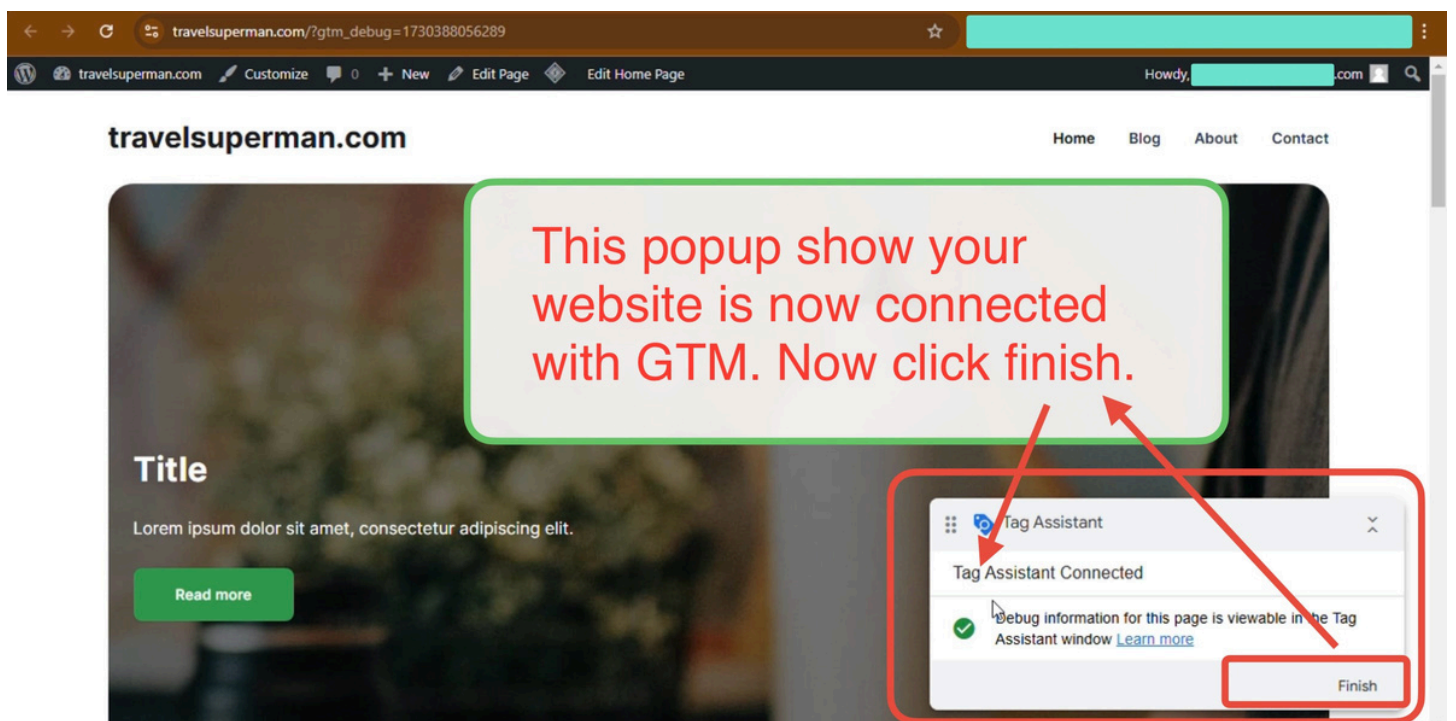 travelsuperman.com/?gtm_debug=1730388056289
travelsuperman.com Customize 0 + New Edit Page Edit Home Page Howdy, .com
travelsuperman.com Home Blog About Contact
This popup show your
website is now connected
with GTM. Now click finish.
Title
Lorem ipsum dolor sit amet, consectetur adipiscing elit.
Read more
Tag Assistant
Tag Assistant Connected
Debug information for this page is viewable in the Tag
Assistant window Learn more
Finish